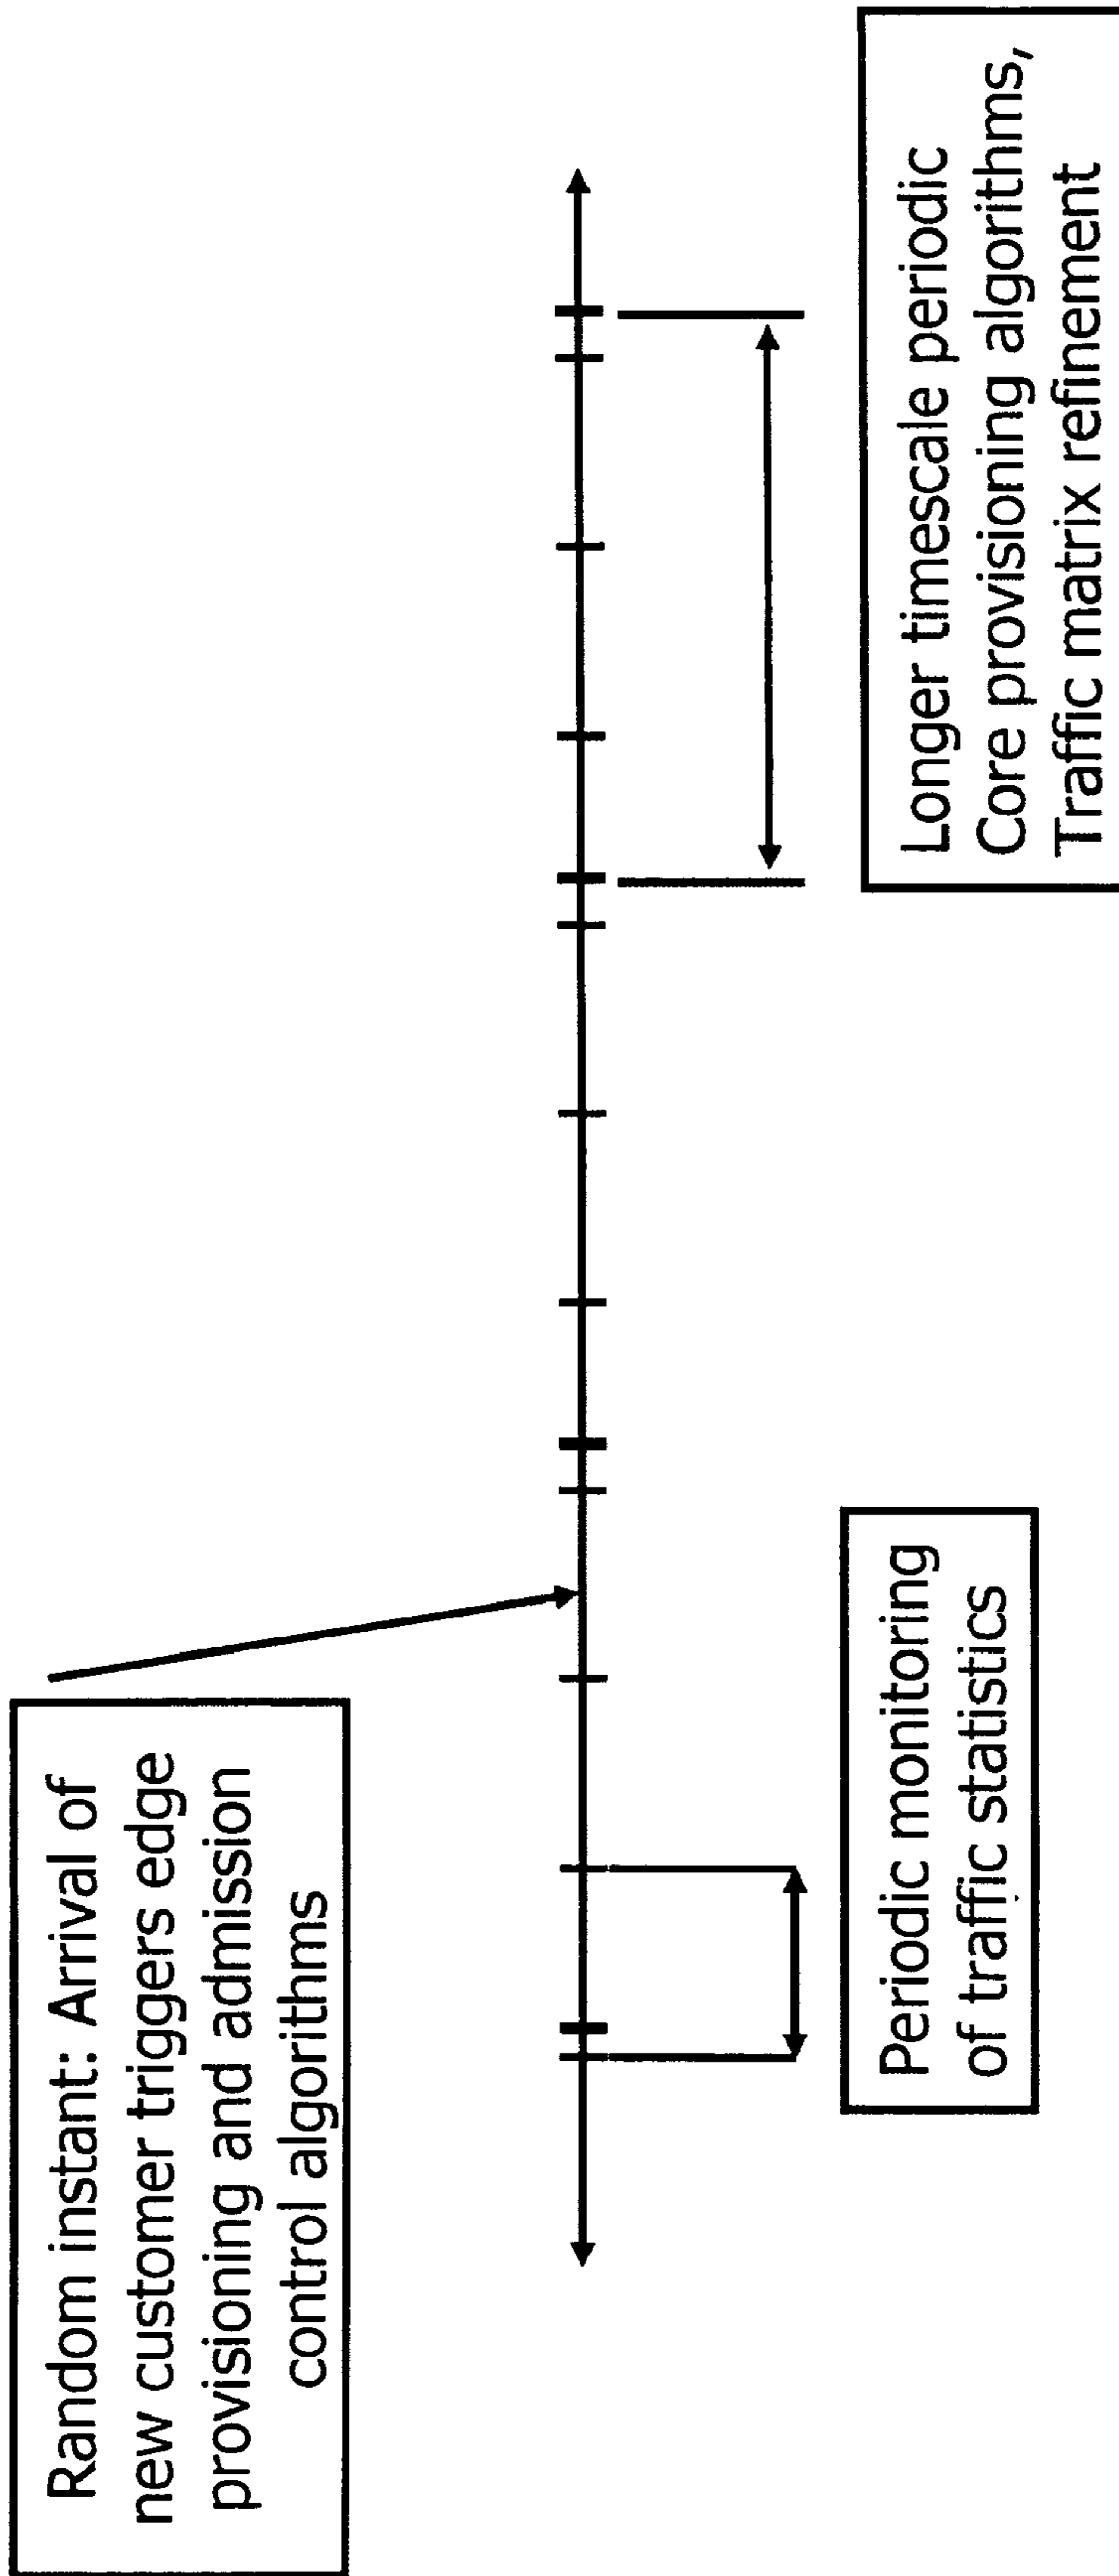 Random instant: Arrival of
new customer triggers edge
provisioning and admission
control algorithms
Periodic monitoring
of traffic statistics
Longer timescale periodic
Core provisioning algorithms,
Traffic matrix refinement